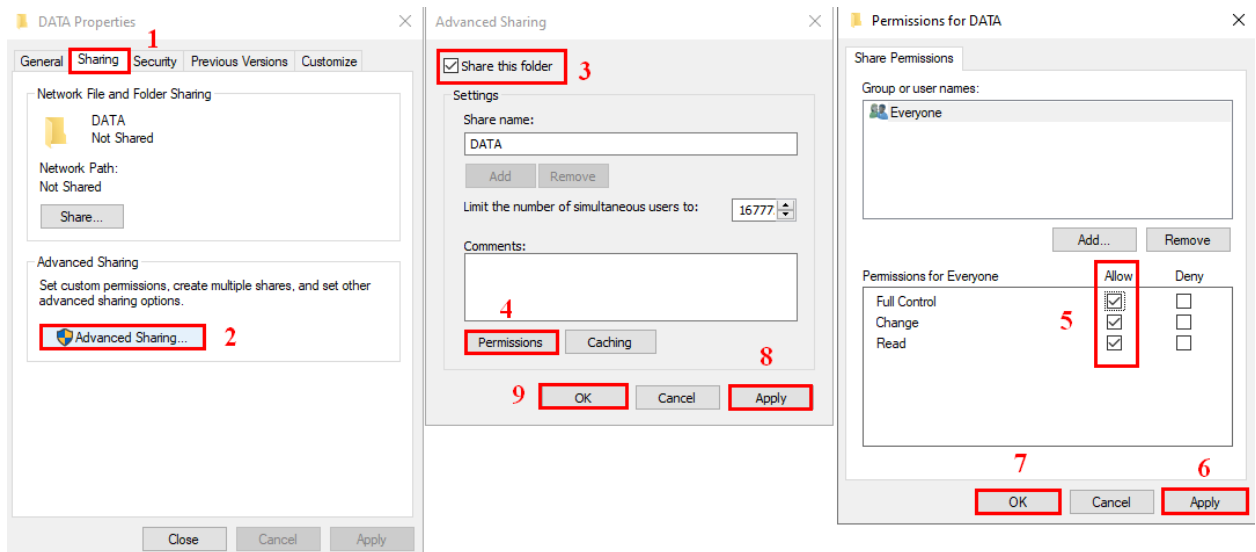 DATA Properties
1
General Sharing Security Previous Versions Customize
Network File and Folder Sharing
DATA
Not Shared
Network Path:
Not Shared
Share...
Advanced Sharing
Set custom permissions, create multiple shares, and set other
advanced sharing options.
Advanced Sharing... 2
Close Cancel Apply
Advanced Sharing
Share this folder 3
Settings
Share name:
DATA
Add Remove
Limit the number of simultaneous users to: 16777
Comments:
4
Permissions Caching
8
9 OK Cancel Apply
Permissions for DATA
Share Permissions
Group or user names:
Everyone
Add... Remove
Permissions for Everyone Allow Deny
Full Control
5 Change
Read
7 6
OK Cancel Apply